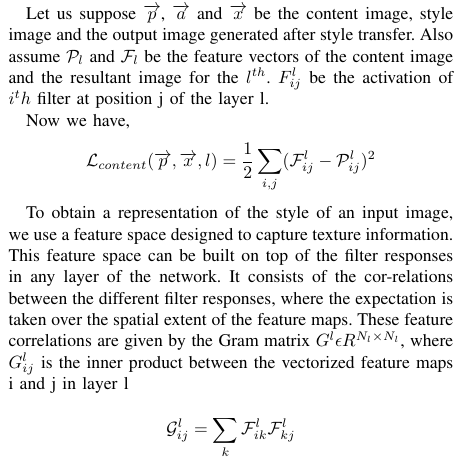 Let us suppose $\overrightarrow{p}$, $\overrightarrow{a}$ and $\overrightarrow{x}$ be the content image, style
image and the output image generated after style transfer. Also
assume $\mathcal{P}_l$ and $\mathcal{F}_l$ be the feature vectors of the content image
and the resultant image for the $l^{th}$. $F^l_{ij}$ be the activation of
$i^th$ filter at position j of the layer l.
Now we have,
$\mathcal{L}_{content}(\overrightarrow{p}, \overrightarrow{x}, l) = \frac{1}{2} \sum_{i,j} (\mathcal{F}^l_{ij} - \mathcal{P}^l_{ij})^2$
To obtain a representation of the style of an input image,
we use a feature space designed to capture texture information.
This feature space can be built on top of the filter responses
in any layer of the network. It consists of the cor-relations
between the different filter responses, where the expectation is
taken over the spatial extent of the feature maps. These feature
correlations are given by the Gram matrix $G^l \epsilon R^{N_l \times N_l}$, where
$G^l_{ij}$ is the inner product between the vectorized feature maps
i and j in layer l
$\mathcal{G}^l_{ij} = \sum_k \mathcal{F}^l_{ik} \mathcal{F}^l_{kj}$